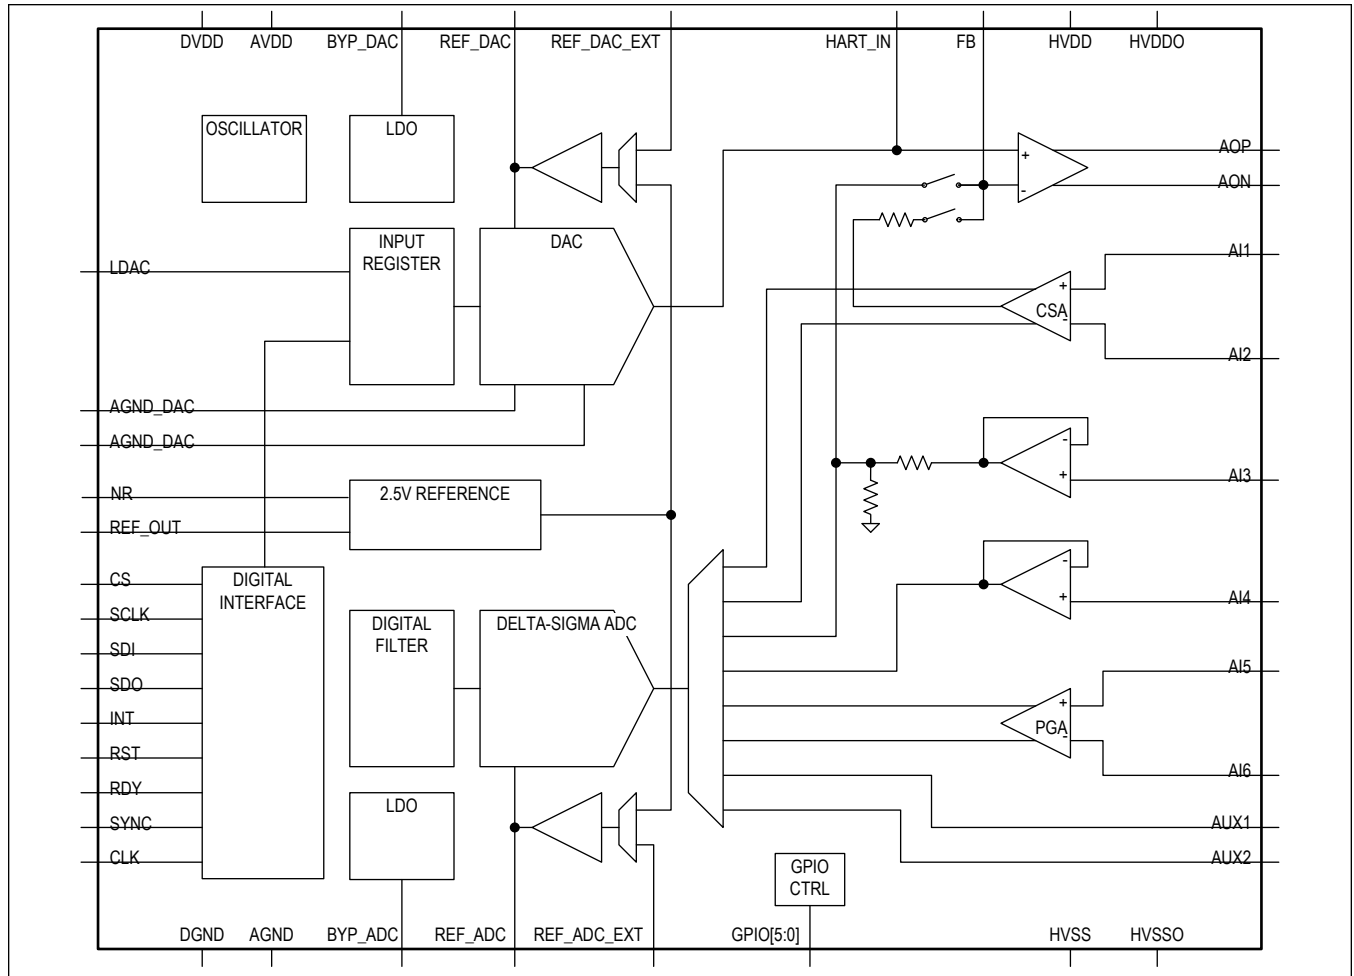 DVDD AVDD BYP_DAC REF_DAC REF_DAC_EXT HART_IN FB HVDD HVDDO
OSCILLATOR
LDO
+
-
AOP
AON
INPUT
REGISTER
DAC
LDAC
AI1
+
CSA
-
AI2
AGND_DAC
AGND_DAC
-
+
AI3
NR
2.5V REFERENCE
REF_OUT
-
+
AI4
CS
SCLK
SDI
SDO
INT
RST
RDY
SYNC
CLK
DIGITAL
INTERFACE
DIGITAL
FILTER
DELTA-SIGMA ADC
AI5
+
PGA
-
AI6
LDO
AUX1
AUX2
GPIO
CTRL
DGND AGND BYP_ADC REF_ADC REF_ADC_EXT GPIO[5:0] HVSS HVSSO